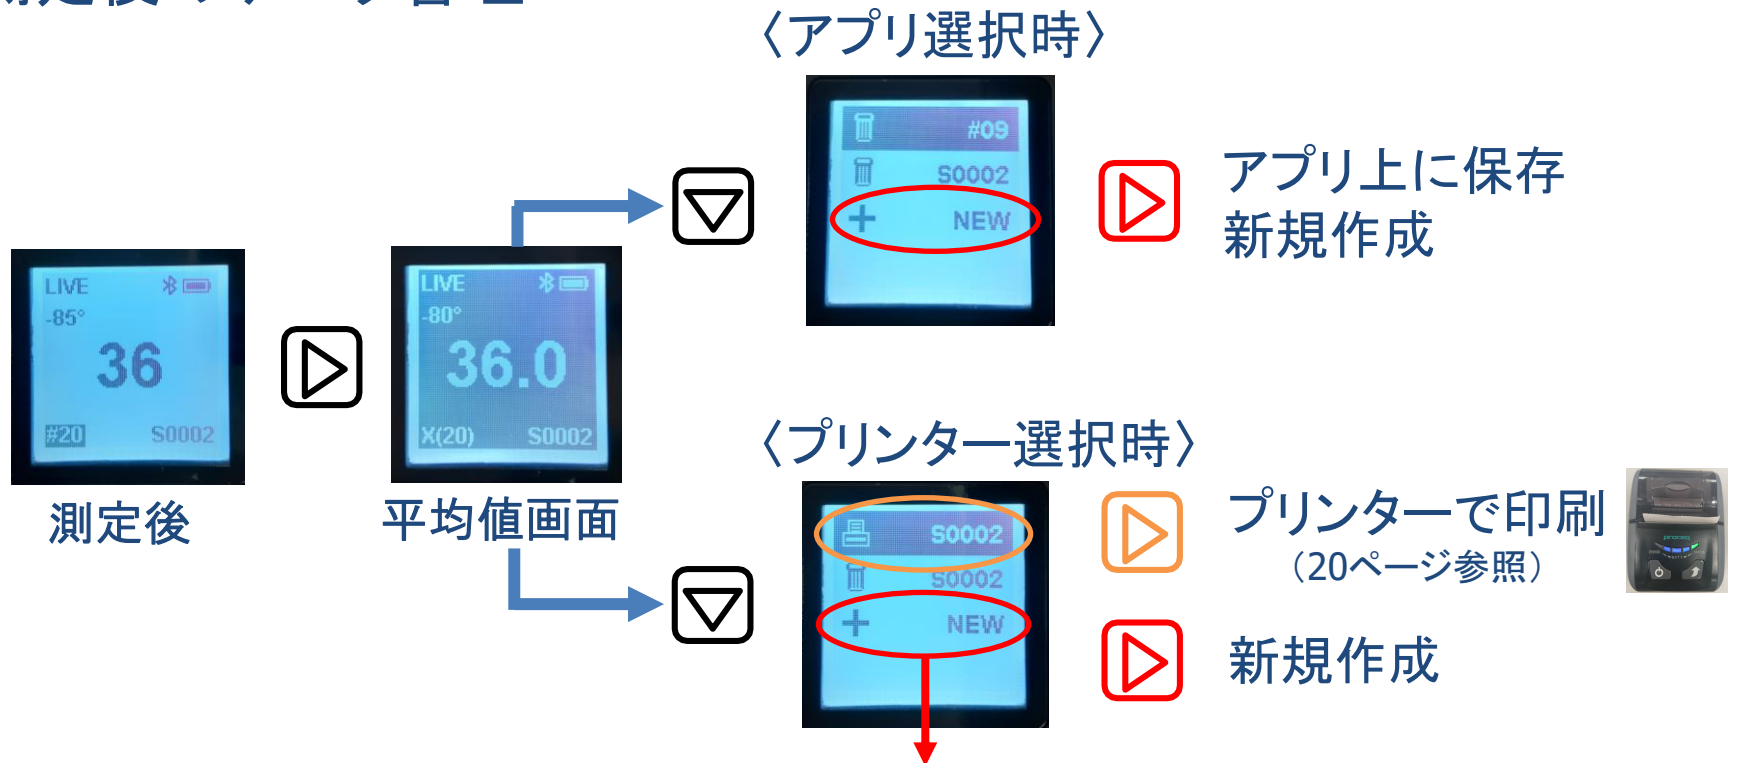 〈アプリ選択時〉
#09
S0002
NEW
アプリ上に保存
新規作成
LIVE
-85°
36
#20 S0002
測定後
LIVE
-80°
36.0
X(20) S0002
平均値画面
〈プリンター選択時〉
S0002
S0002
NEW
プリンターで印刷
（20ページ参照）
proceq
新規作成